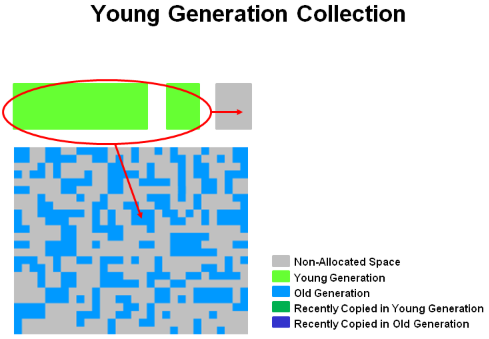 Young Generation Collection
Non-Allocated Space
Young Generation
Old Generation
Recently Copied in Young Generation
Recently Copied in Old Generation